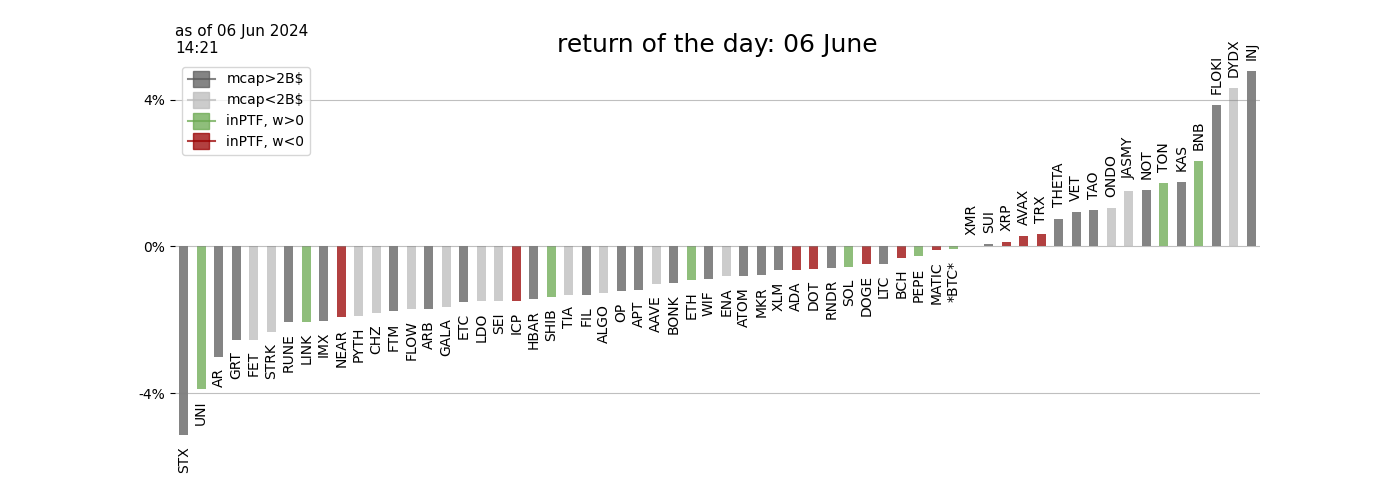 as of 06 Jun 2024
14:21
return of the day: 06 June
mcap>2B$
mcap<2B$
inPTF, w>0
inPTF, w<0
4%
0%
-4%
STX
UNI
AR
GRT
FET
STRK
RUNE
LINK
IMX
NEAR
PYTH
CHZ
FTM
FLOW
ARB
GALA
ETC
LDO
SEI
ICP
HBAR
SHIB
TIA
FIL
ALGO
OP
APT
AAVE
BONK
ETH
WIF
ENA
ATOM
MKR
XLM
ADA
DOT
RNDR
SOL
DOGE
LTC
BCH
PEPE
MATIC
*BTC*
XMR
SUI
XRP
AVAX
TRX
THETA
VET
TAO
ONDO
JASMY
NOT
TON
KAS
BNB
FLOKI
DYDX
INJ